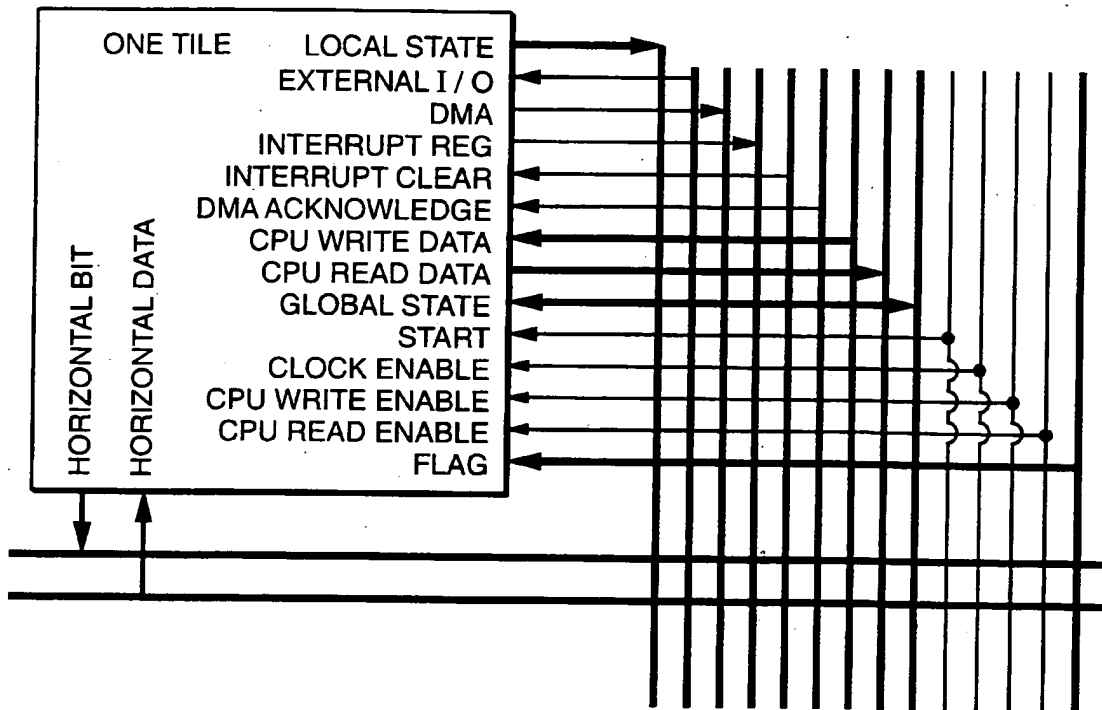 ONE TILE
LOCAL STATE
EXTERNAL I / O
DMA
INTERRUPT REG
INTERRUPT CLEAR
DMA ACKNOWLEDGE
CPU WRITE DATA
CPU READ DATA
GLOBAL STATE
START
CLOCK ENABLE
CPU WRITE ENABLE
CPU READ ENABLE
FLAG
HORIZONTAL BIT
HORIZONTAL DATA